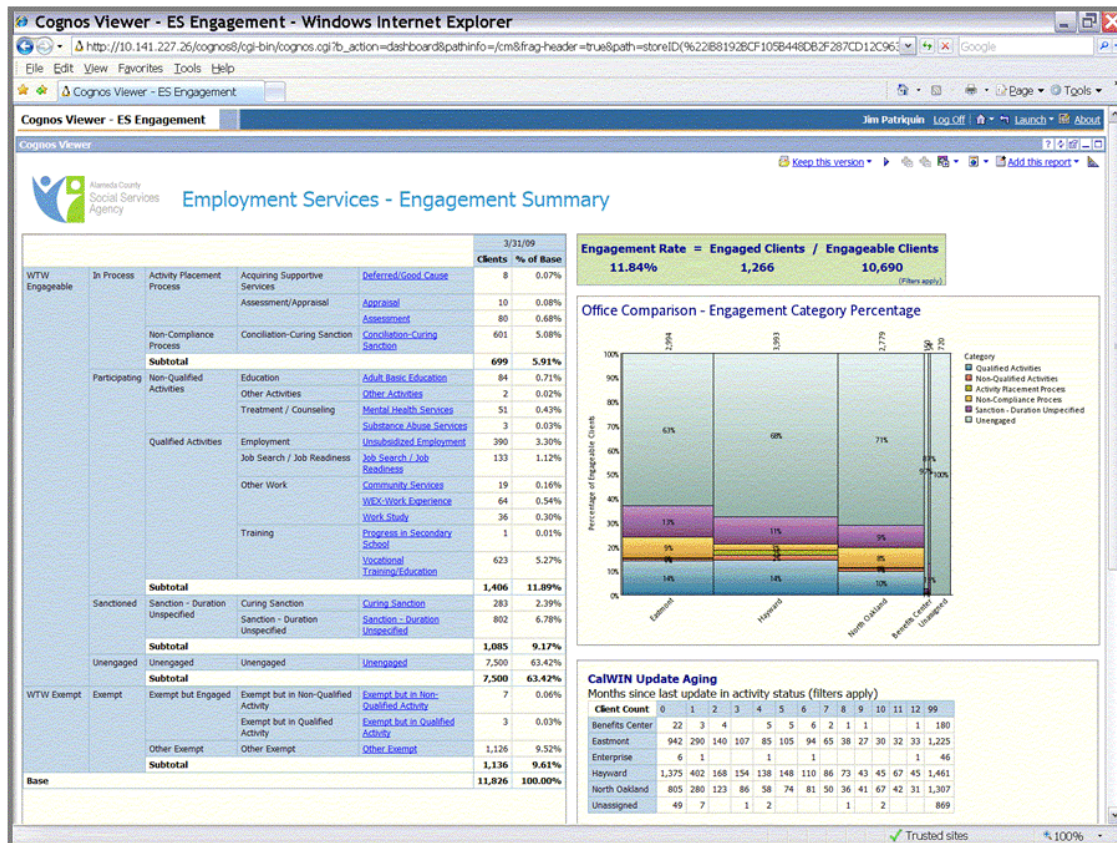 Cognos Viewer - ES Engagement - Windows Internet Explorer
http://10.141.227.26/cognos8/cgi-bin/cognos.cgi?b_action=dashboard&pathinfo=/cm&frag-header=true&path=storeID(
Google
File Edit View Favorites Tools Help
Cognos Viewer - ES Engagement
Page Tools
Cognos Viewer - ES Engagement
Jim Patriquin Log Off Launch About
Cognos Viewer
Keep this version Add this report
Alameda County
Social Services
Agency
Employment Services - Engagement Summary
3/31/09
Clients % of Base
WTW Engageable In Process Activity Placement Process Acquiring Supportive Services Deferred/Good Cause 8 0.07%
Assessment/Appraisal Appraisal 10 0.08%
Assessment 80 0.68%
Non-Compliance Process Conciliation-Curing Sanction Conciliation-Curing Sanction 601 5.08%
Subtotal 699 5.91%
Participating Non-Qualified Activities Education Adult Basic Education 84 0.71%
Other Activities Other Activities 2 0.02%
Treatment / Counseling Mental Health Services 51 0.43%
Substance Abuse Services 3 0.03%
Qualified Activities Employment Unsubsidized Employment 390 3.30%
Job Search / Job Readiness Job Search / Job Readiness 133 1.12%
Other Work Community Services 19 0.16%
WEX-Work Experience 64 0.54%
Work Study 36 0.30%
Training Progress in Secondary School 1 0.01%
Vocational Training/Education 623 5.27%
Subtotal 1,406 11.89%
Sanctioned Sanction - Duration Unspecified Curing Sanction Curing Sanction 283 2.39%
Sanction - Duration Unspecified Sanction - Duration Unspecified 802 6.78%
Subtotal 1,085 9.17%
Unengaged Unengaged Unengaged Unengaged 7,500 63.42%
Subtotal 7,500 63.42%
WTW Exempt Exempt Exempt but Engaged Exempt but in Non-Qualified Activity Exempt but in Non-Qualified Activity 7 0.06%
Exempt but in Qualified Activity Exempt but in Qualified Activity 3 0.03%
Other Exempt Other Exempt Other Exempt 1,126 9.52%
Subtotal 1,136 9.61%
Base 11,826 100.00%
Engagement Rate = Engaged Clients / Engageable Clients
11.84% 1,266 10,690
(Filters apply)
Office Comparison - Engagement Category Percentage
2,994 3,993 2,779 720
Percentage of Engageable Clients
100%
90%
80%
70%
60%
50%
40%
30%
20%
10%
0%
63% 68% 71% 100%
13% 11% 9%
9% 8%
14% 14% 10%
Eastmont Hayward North Oakland Benefits Center Unassigned
Category
Qualified Activities
Non-Qualified Activities
Activity Placement Process
Non-Compliance Process
Sanction - Duration Unspecified
Unengaged
CalWIN Update Aging
Months since last update in activity status (filters apply)
Client Count 0 1 2 3 4 5 6 7 8 9 10 11 12 99
Benefits Center 22 3 4 5 5 6 2 1 1 1 180
Eastmont 942 290 140 107 85 105 94 65 38 27 30 32 33 1,225
Enterprise 6 1 1 1 1 46
Hayward 1,375 402 168 154 138 148 110 86 73 43 45 67 45 1,461
North Oakland 805 280 123 86 58 74 81 50 36 41 67 42 31 1,307
Unassigned 49 7 1 2 1 2 869
Trusted sites 100%